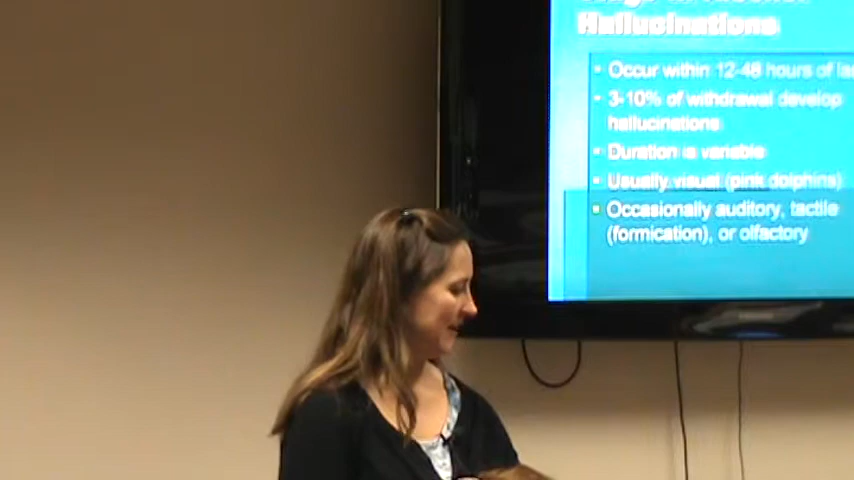 Hallucinations
• Occur within 12-48 hours of
• 3-10% of withdrawal develop
hallucinations
• Duration is variable
• Usually visual (pink dolphins)
• Occasionally auditory, tactile
(formication), or olfactory